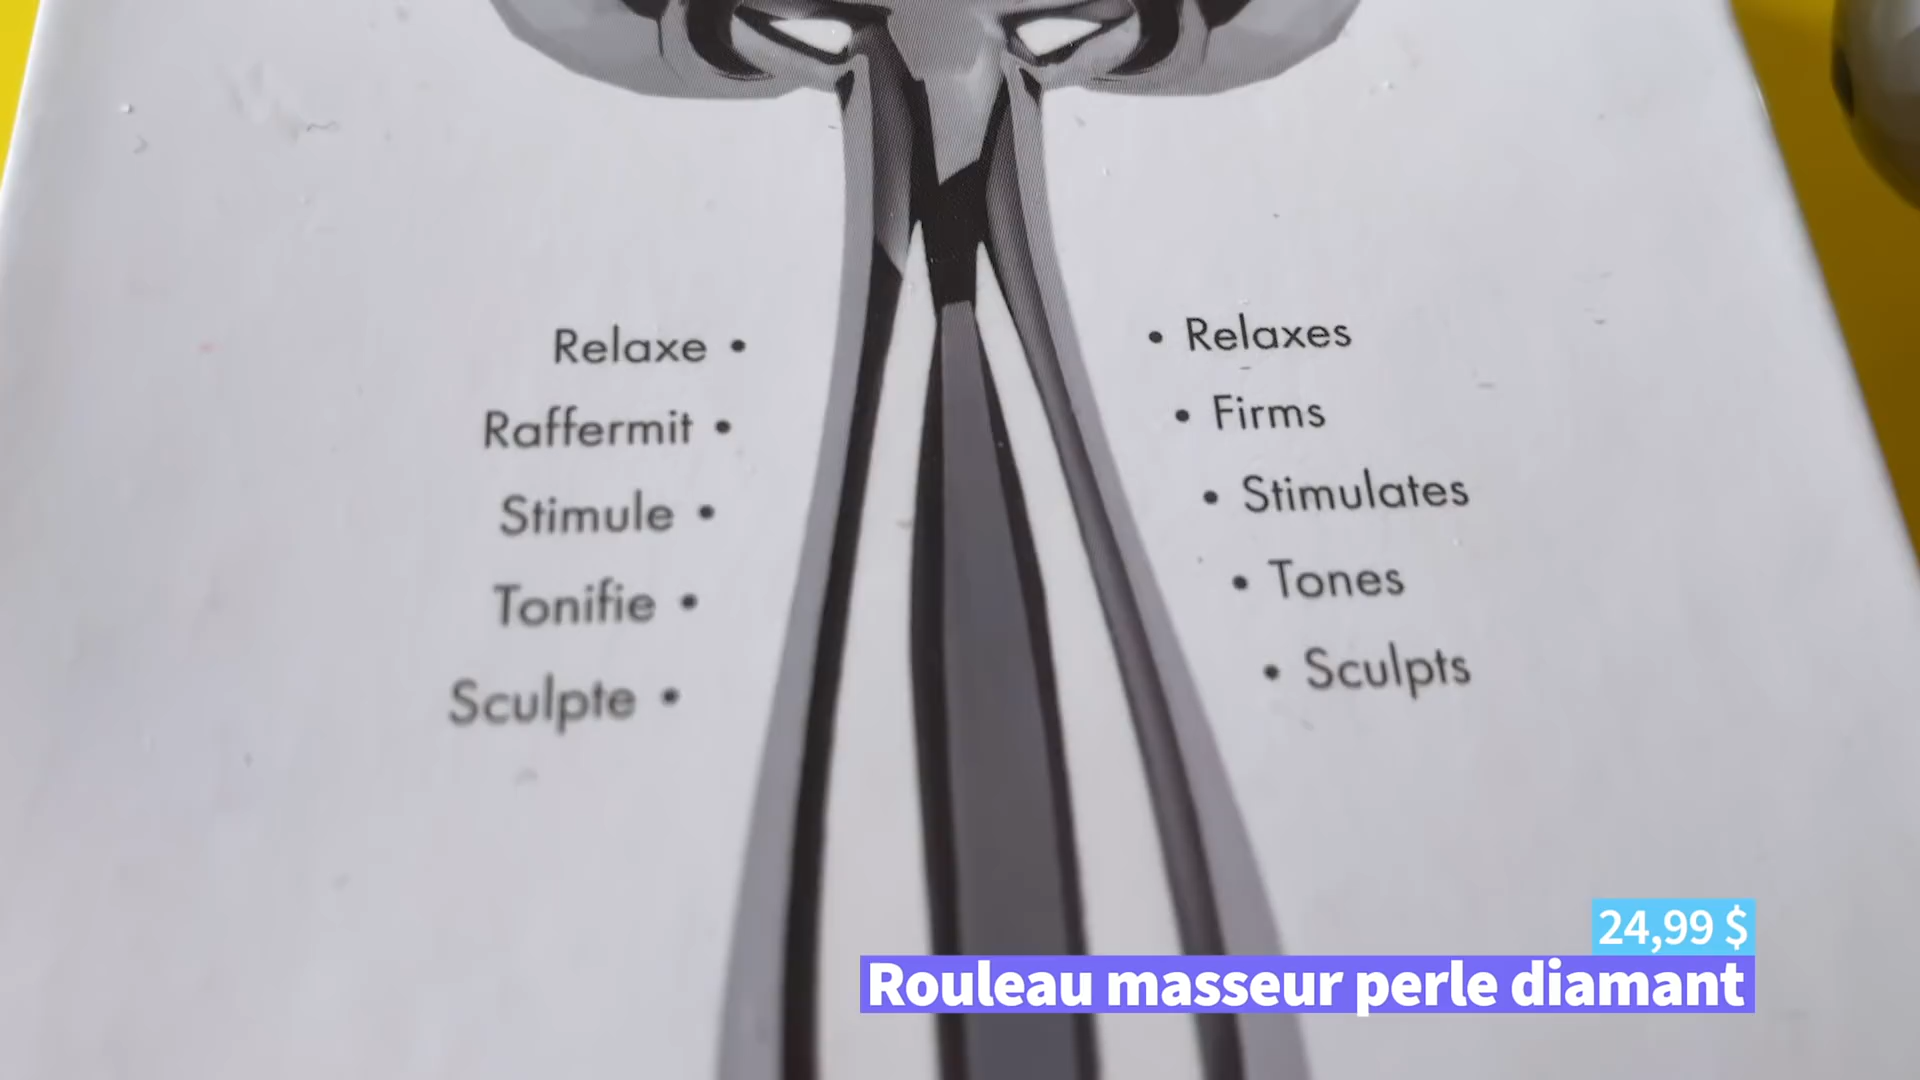 Relaxe •
Raffermit •
Stimule •
Tonifie •
Sculpte •
• Relaxes
• Firms
• Stimulates
• Tones
• Sculpts
24,99 $
Rouleau masseur perle diamant